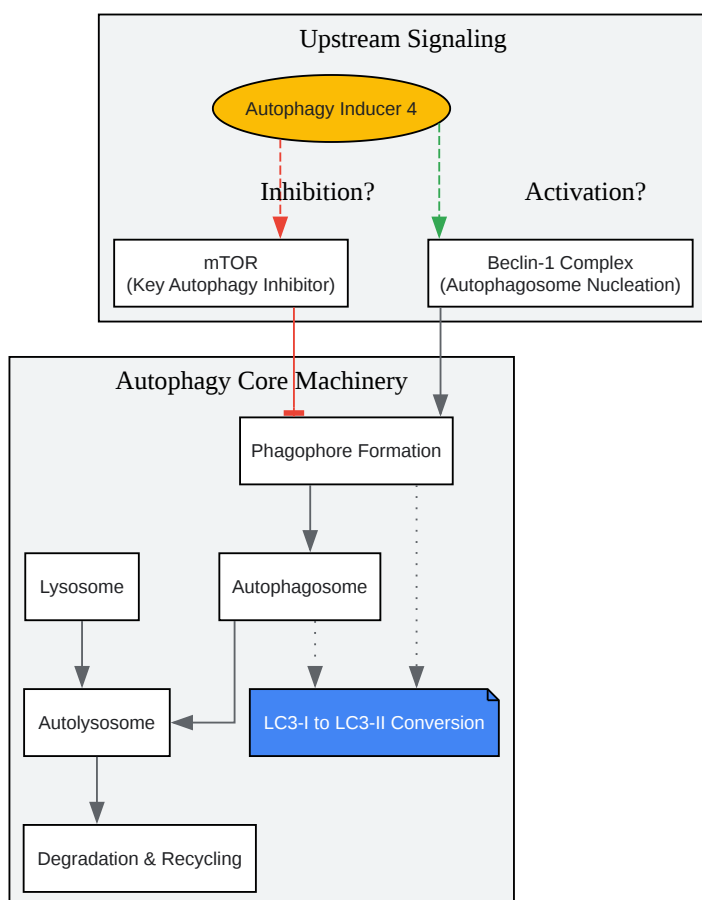 Upstream Signaling
Autophagy Inducer 4
Inhibition?
Activation?
mTOR
(Key Autophagy Inhibitor)
Beclin-1 Complex
(Autophagosome Nucleation)
Autophagy Core Machinery
Phagophore Formation
Lysosome
Autophagosome
Autolysosome
LC3-I to LC3-II Conversion
Degradation & Recycling